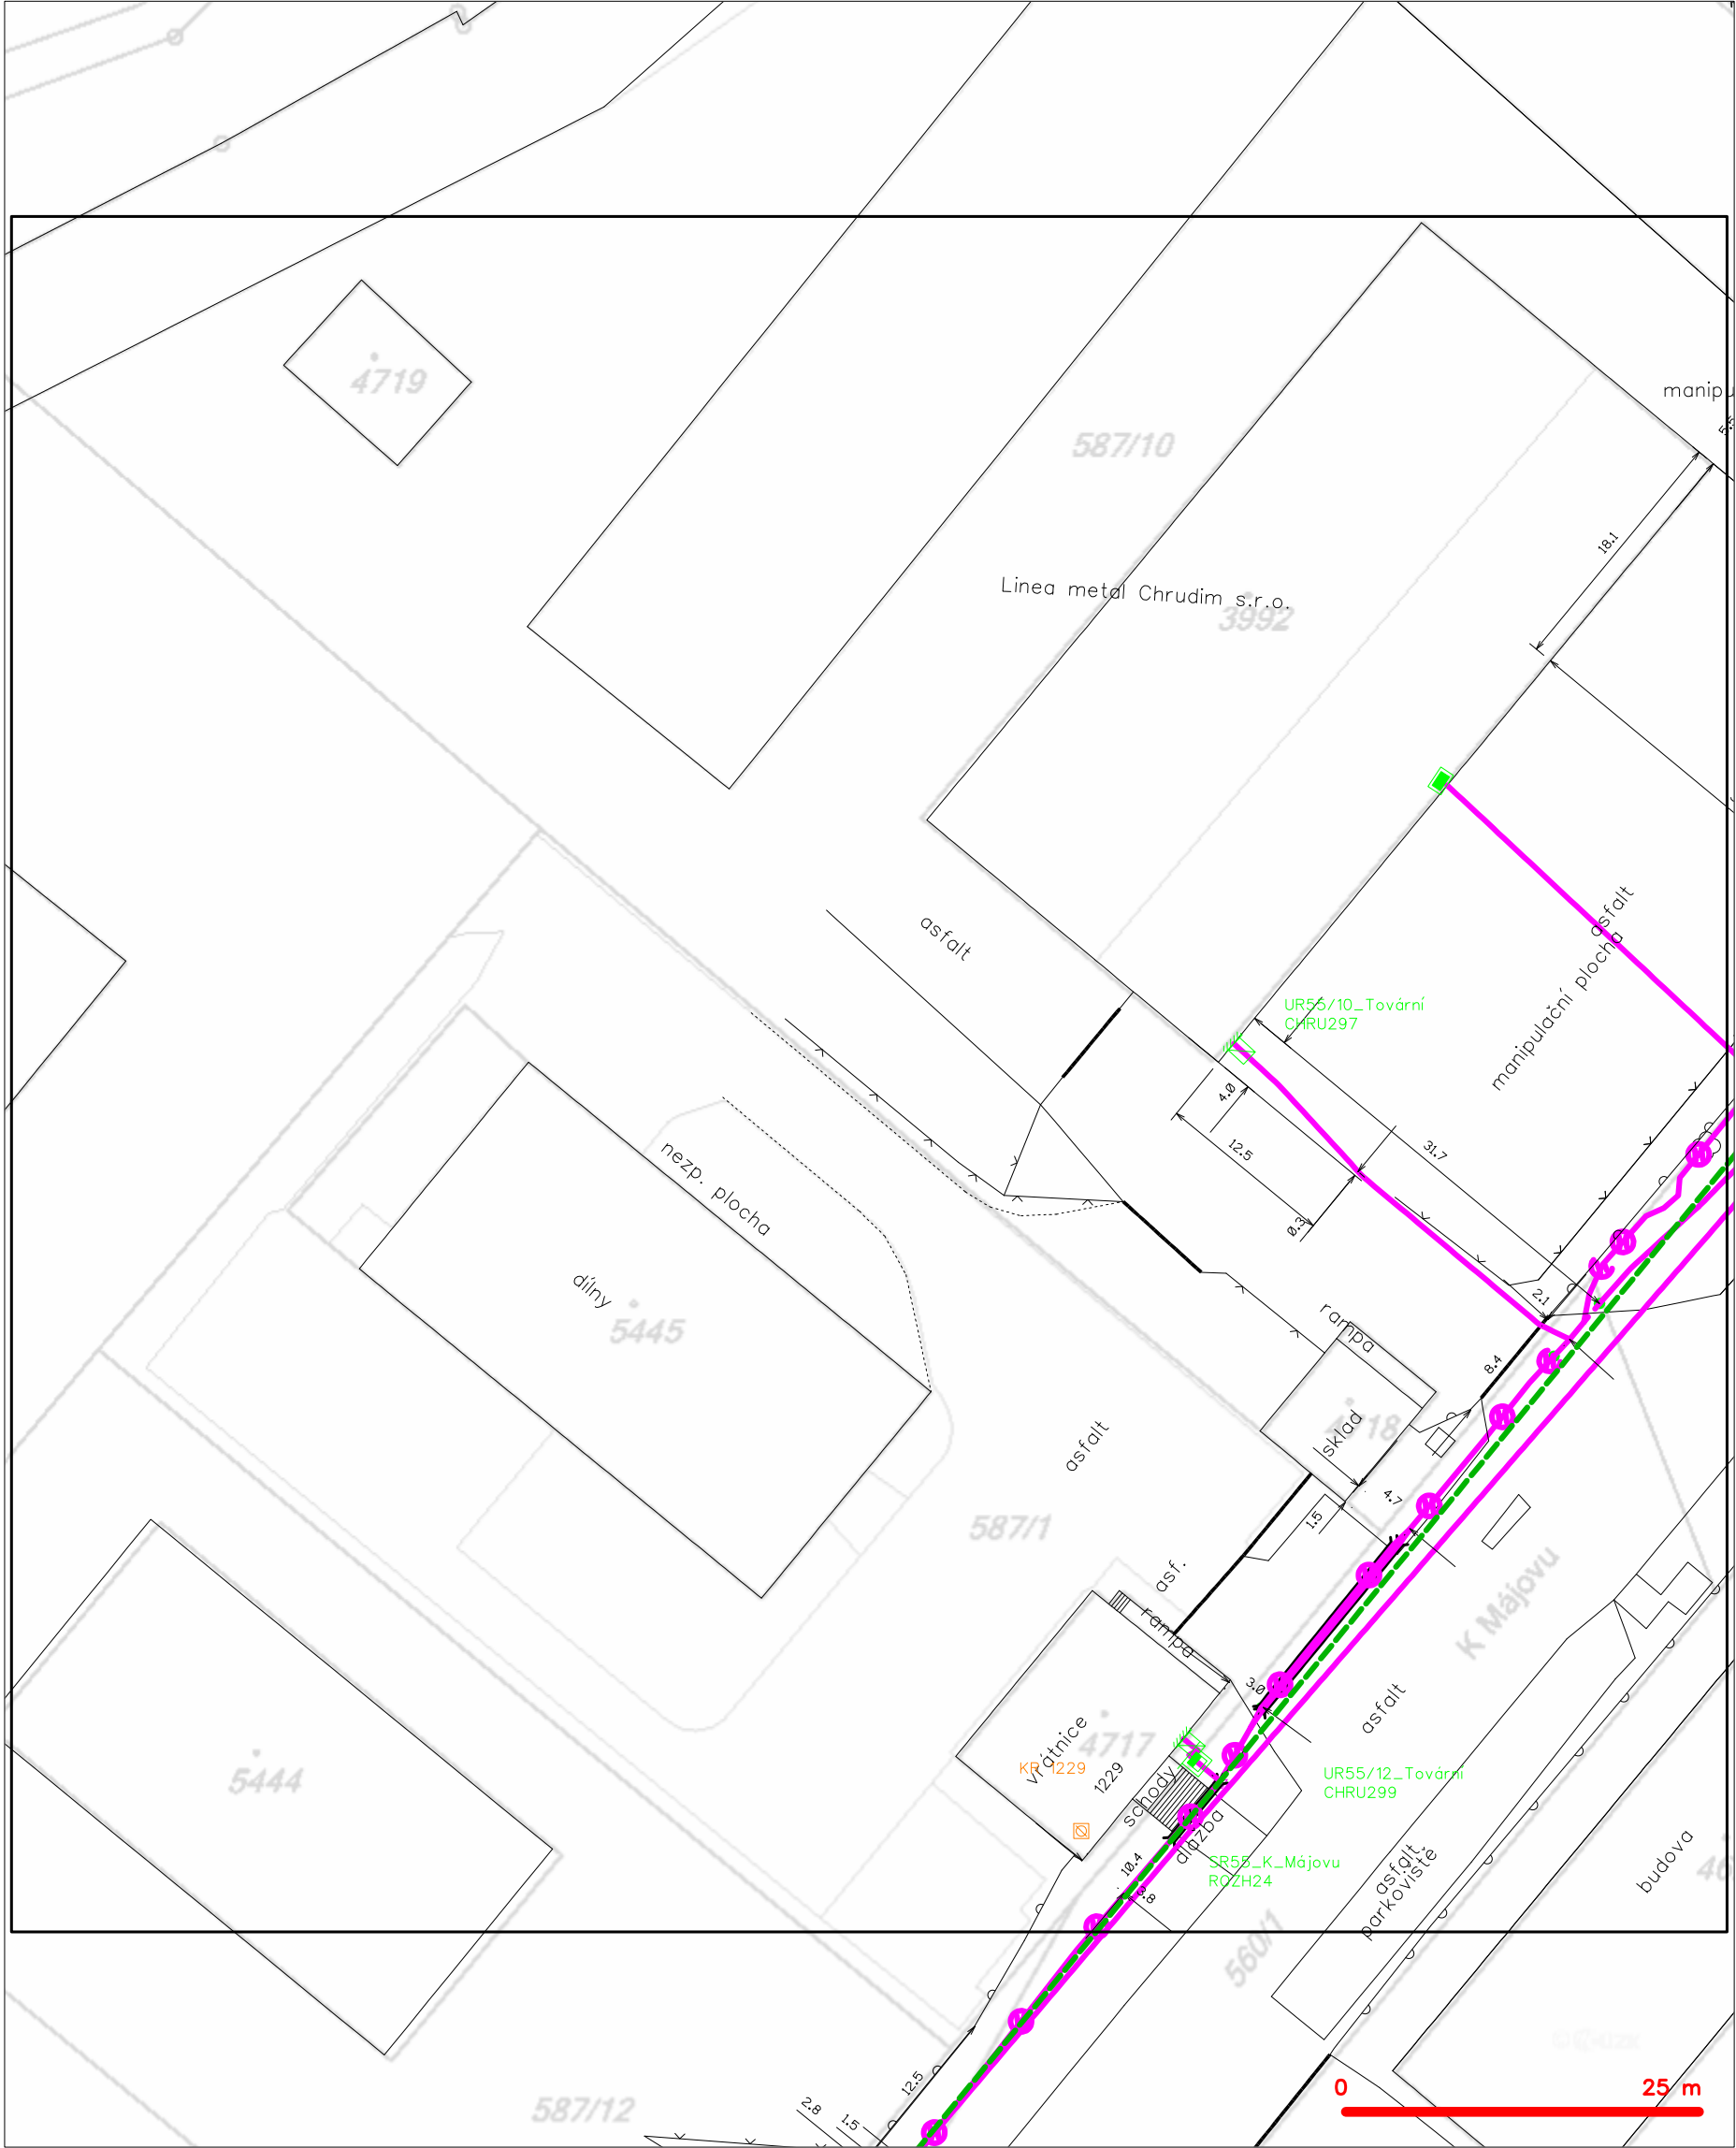 4719
587/10
manipu
18.1
Linea metal Chrudim s.r.o.
3992
asfalt
asfalt
manipulační plocha
UR55/10_Tovární
CHRU297
4.0
12.5
31.7
0.3
nezp. plocha
dílny
5445
2.1
rampa
8.4
sklad
4718
asfalt
4.7
1.5
587/1
asf.
rampa
K Májovu
3.0
asfalt
vrátnice
4717
KR 1229
1229
schody
UR55/12_Tovární
CHRU299
5444
dlažba
SR55_K_Májovu
ROZH24
10.4
asfalt.
parkoviště
budova
46
560/1
12.5
587/12
2.8
1.5
0
25 m